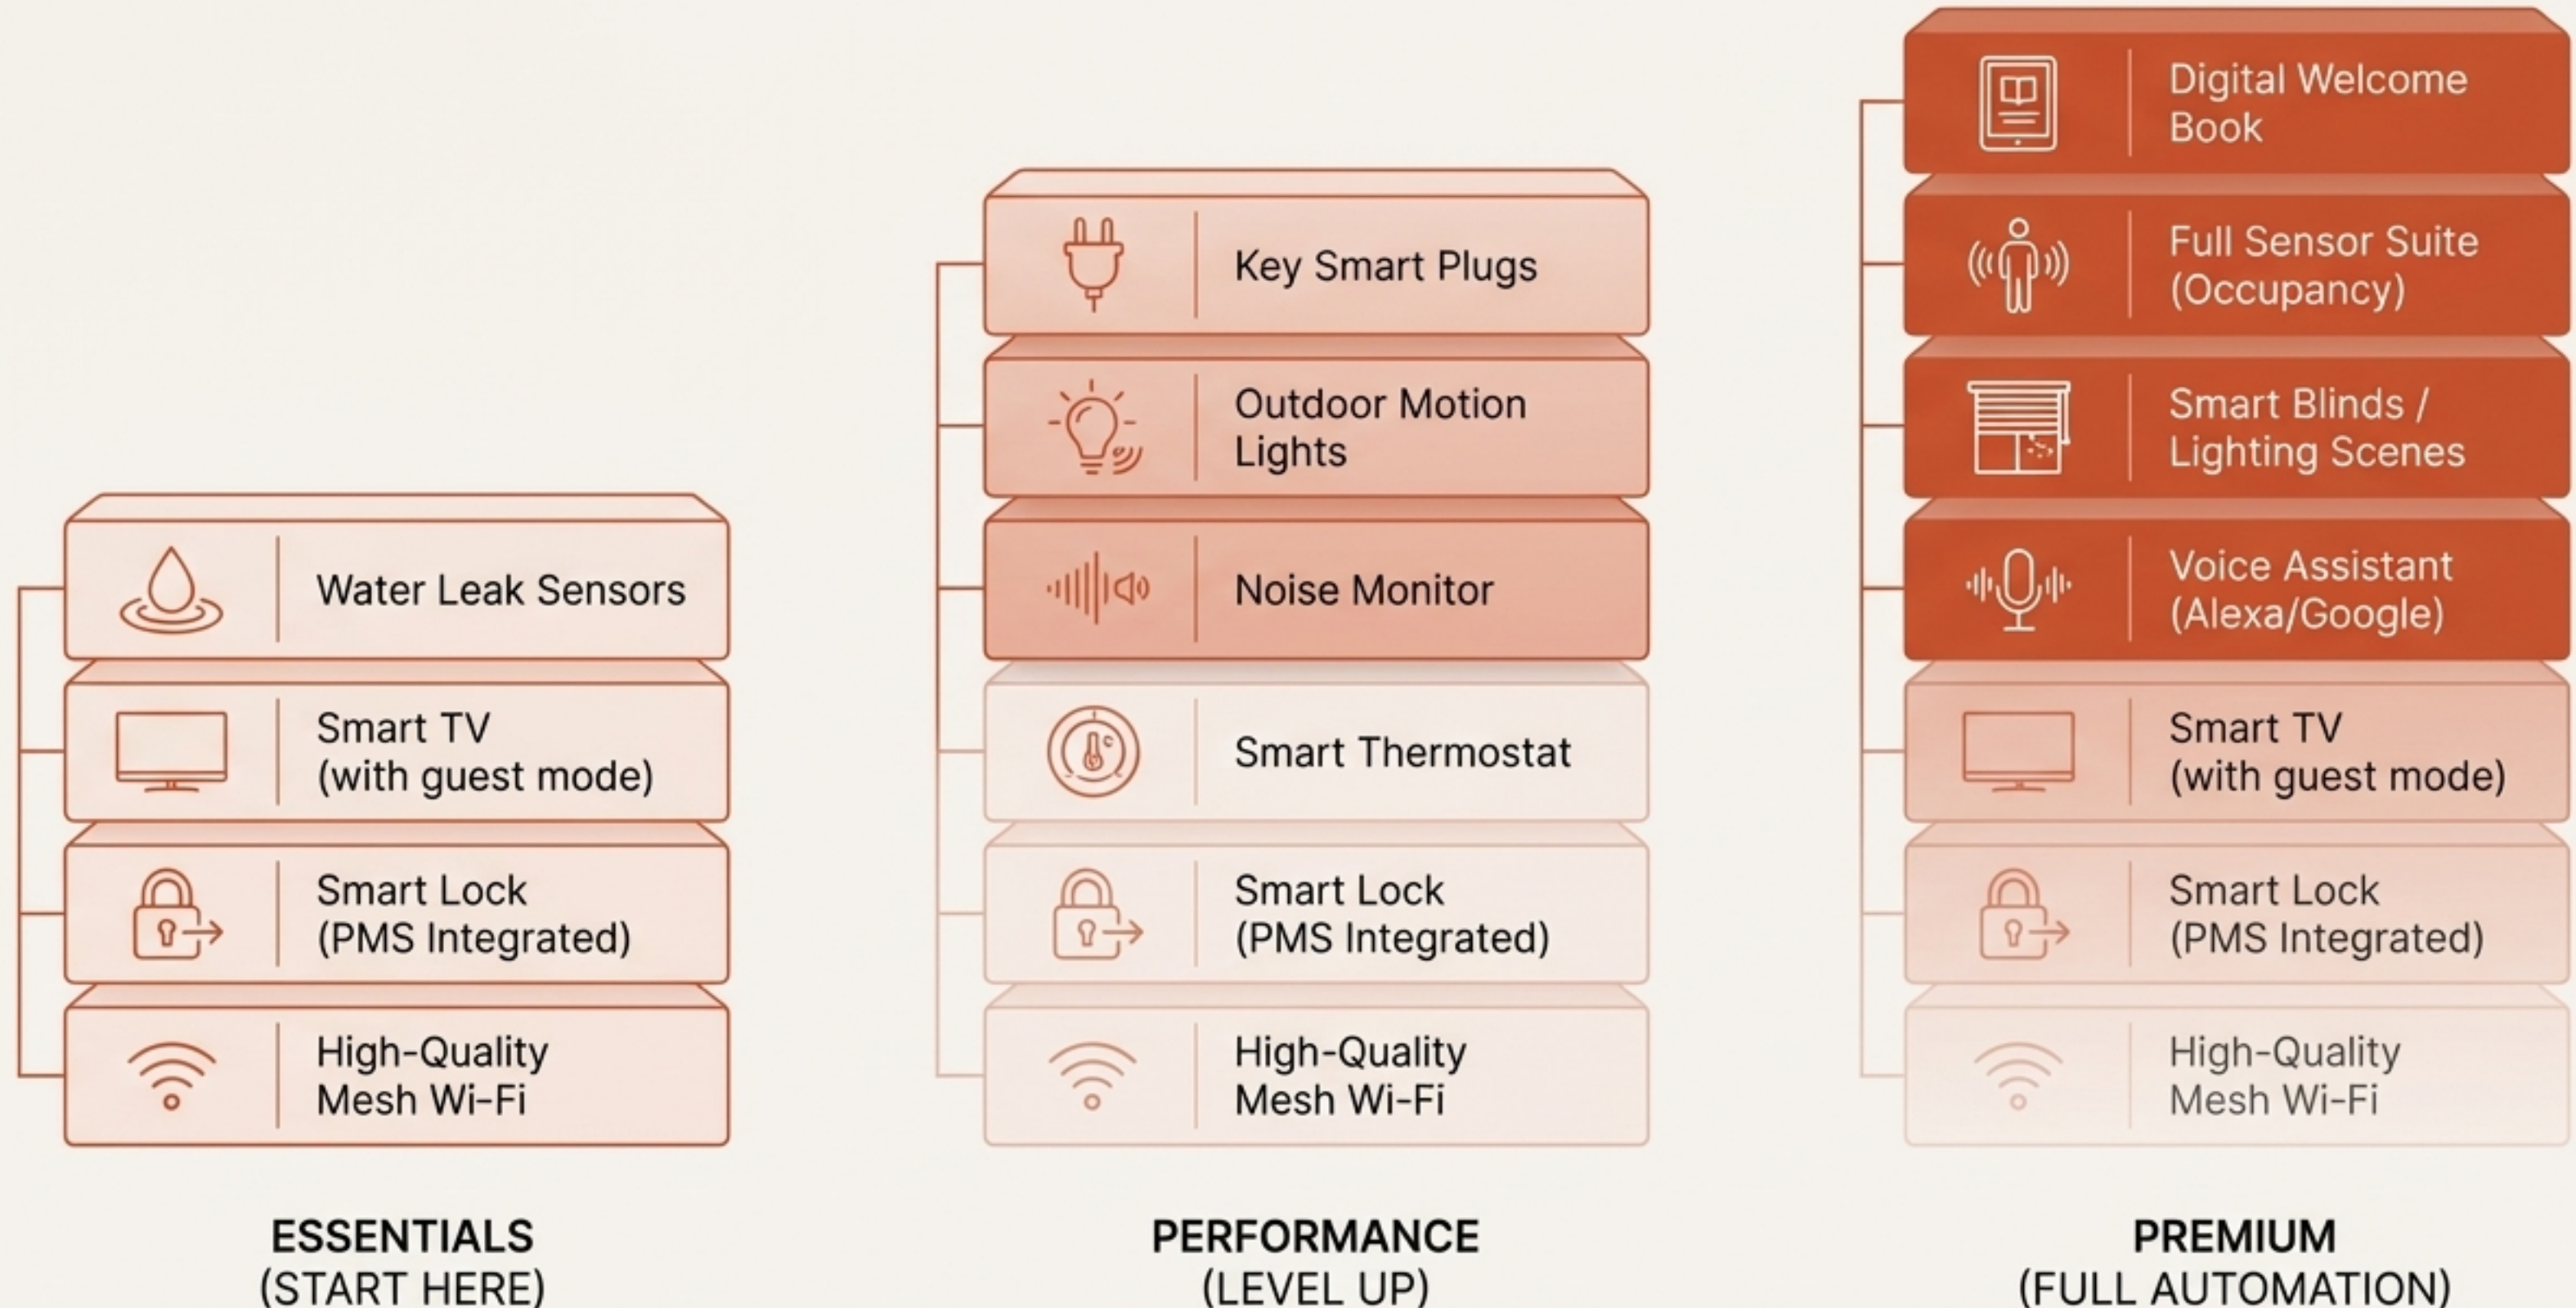 Water Leak Sensors
Smart TV
(with guest mode)
Smart Lock
(PMS Integrated)
High-Quality
Mesh Wi-Fi
ESSENTIALS
(START HERE)
Key Smart Plugs
Outdoor Motion
Lights
Noise Monitor
Smart Thermostat
Smart Lock
(PMS Integrated)
High-Quality
Mesh Wi-Fi
PERFORMANCE
(LEVEL UP)
Digital Welcome
Book
Full Sensor Suite
(Occupancy)
Smart Blinds /
Lighting Scenes
Voice Assistant
(Alexa/Google)
Smart TV
(with guest mode)
Smart Lock
(PMS Integrated)
High-Quality
Mesh Wi-Fi
PREMIUM
(FULL AUTOMATION)